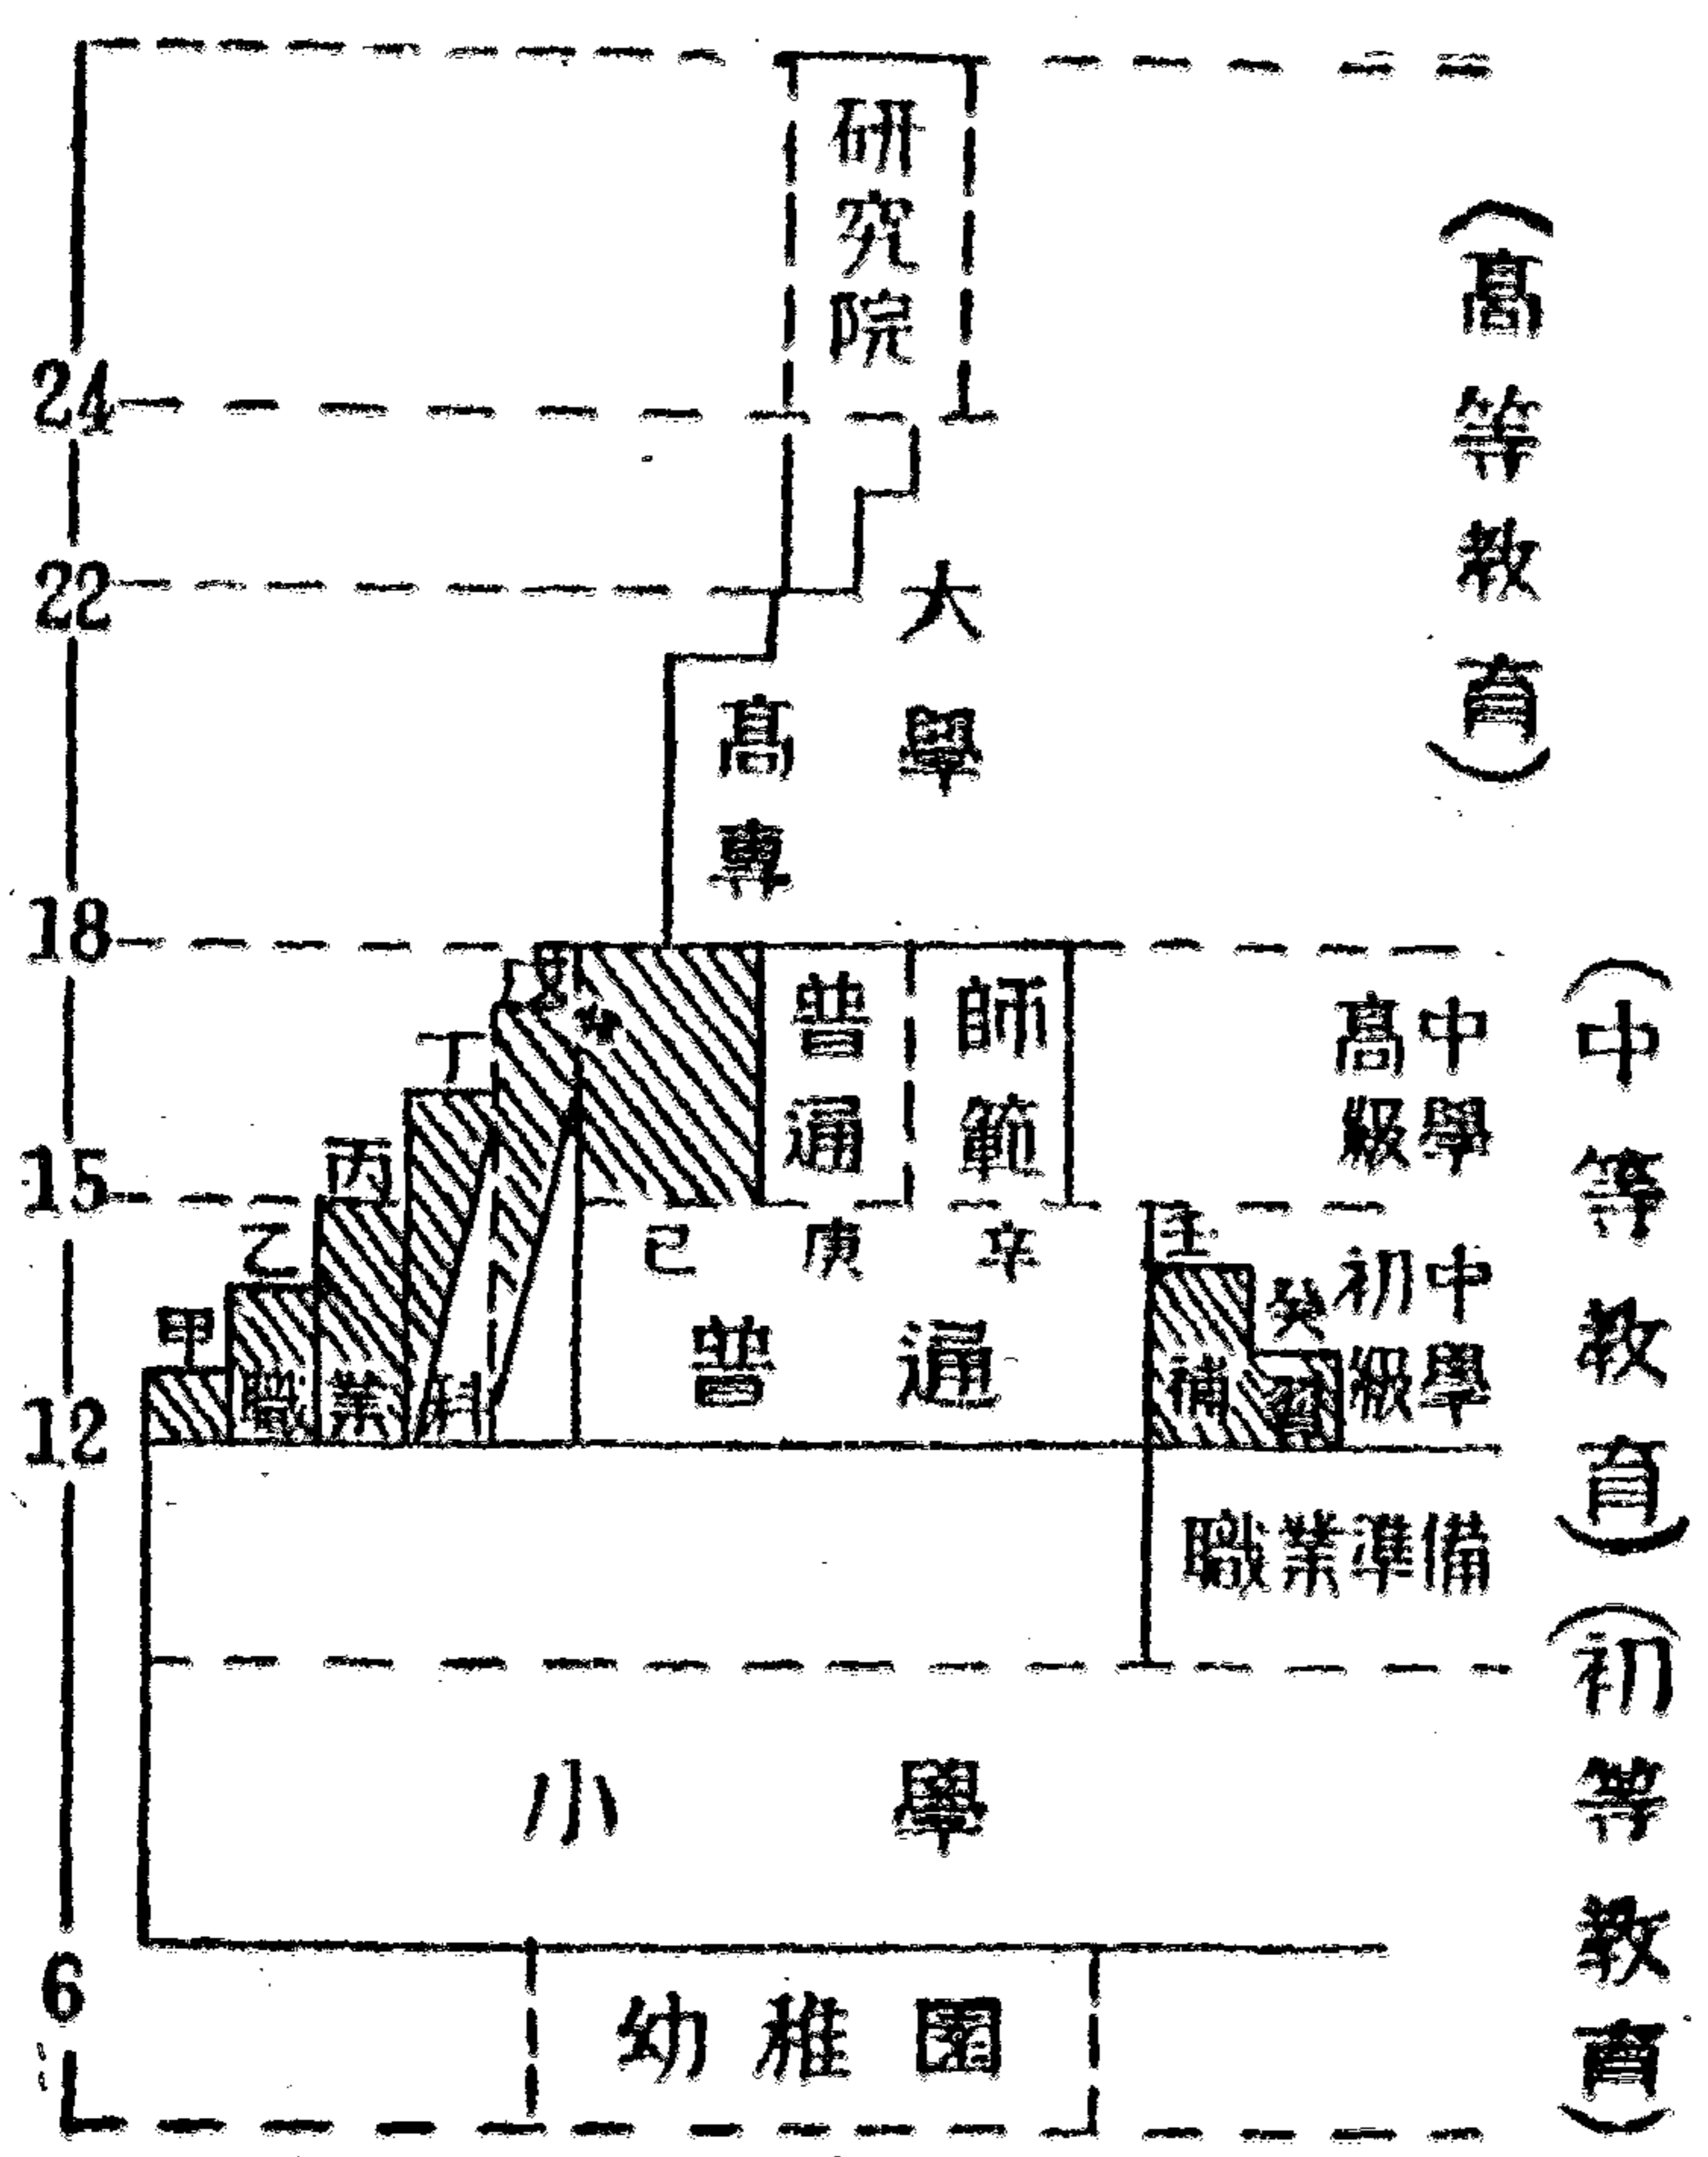 研究院
(高等教育)
24
22
大學
高專
18
戊
丁
普通
師範
高級
中學
(中等教育)
15
丙
乙
己
庚
辛
壬
癸
初級
中學
甲
職業科
普通
補習
12
職業準備
(初等教育)
小學
6
幼稚園